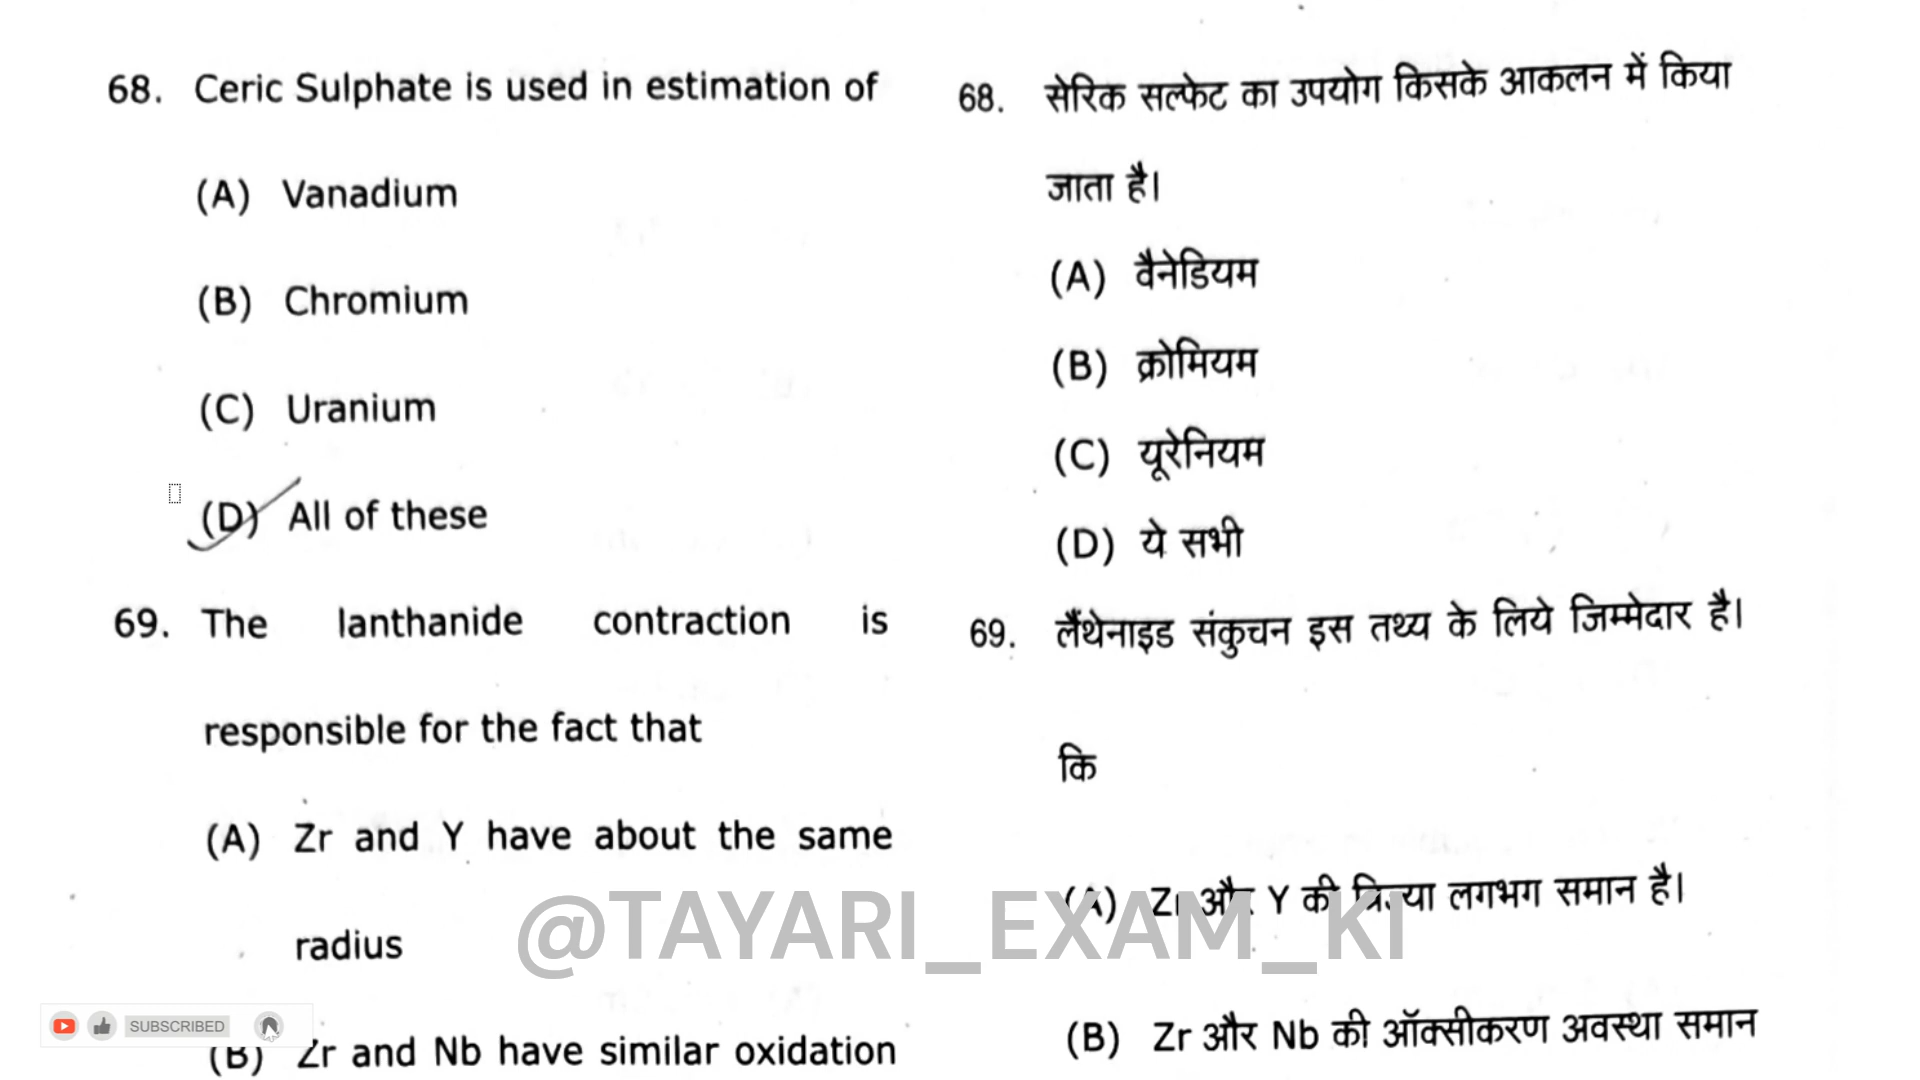 68. Ceric Sulphate is used in estimation of
(A) Vanadium
(B) Chromium
(C) Uranium
(D) All of these
69. The lanthanide contraction is
responsible for the fact that
(A) Zr and Y have about the same
radius
(B) Zr and Nb have similar oxidation
68. सेरिक सल्फेट का उपयोग किसके आकलन में किया
जाता है।
(A) वैनेडियम
(B) क्रोमियम
(C) यूरेनियम
(D) ये सभी
69. लैंथेनाइड संकुचन इस तथ्य के लिये जिम्मेदार है।
कि
(A) Zr और Y की त्रिज्या लगभग समान है।
(B) Zr और Nb की ऑक्सीकरण अवस्था समान
@TAYARI_EXAM_KI
SUBSCRIBED